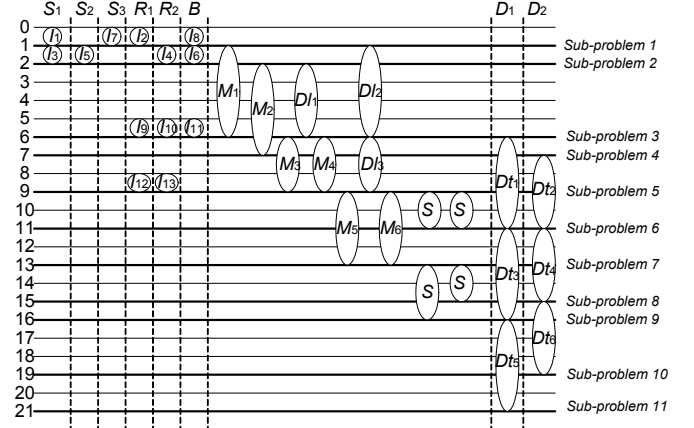 S1 S2 S3 R1 R2 B D1 D2
0
I1 I7 I2 I8
1 Sub-problem 1
I3 I5 I4 I6
2 Sub-problem 2
3
M1 M2 Dl1 Dl2
4
5
I9 I10 I11
6 Sub-problem 3
7 Sub-problem 4
M3 M4 Dl3
8
I12 I13 Dt1 Dt2
9 Sub-problem 5
10
S S
M5 M6
11 Sub-problem 6
12
13 Sub-problem 7
Dt3 Dt4
14
S S
15 Sub-problem 8
16 Sub-problem 9
17
Dt6
18
Dt5
19 Sub-problem 10
20
21 Sub-problem 11